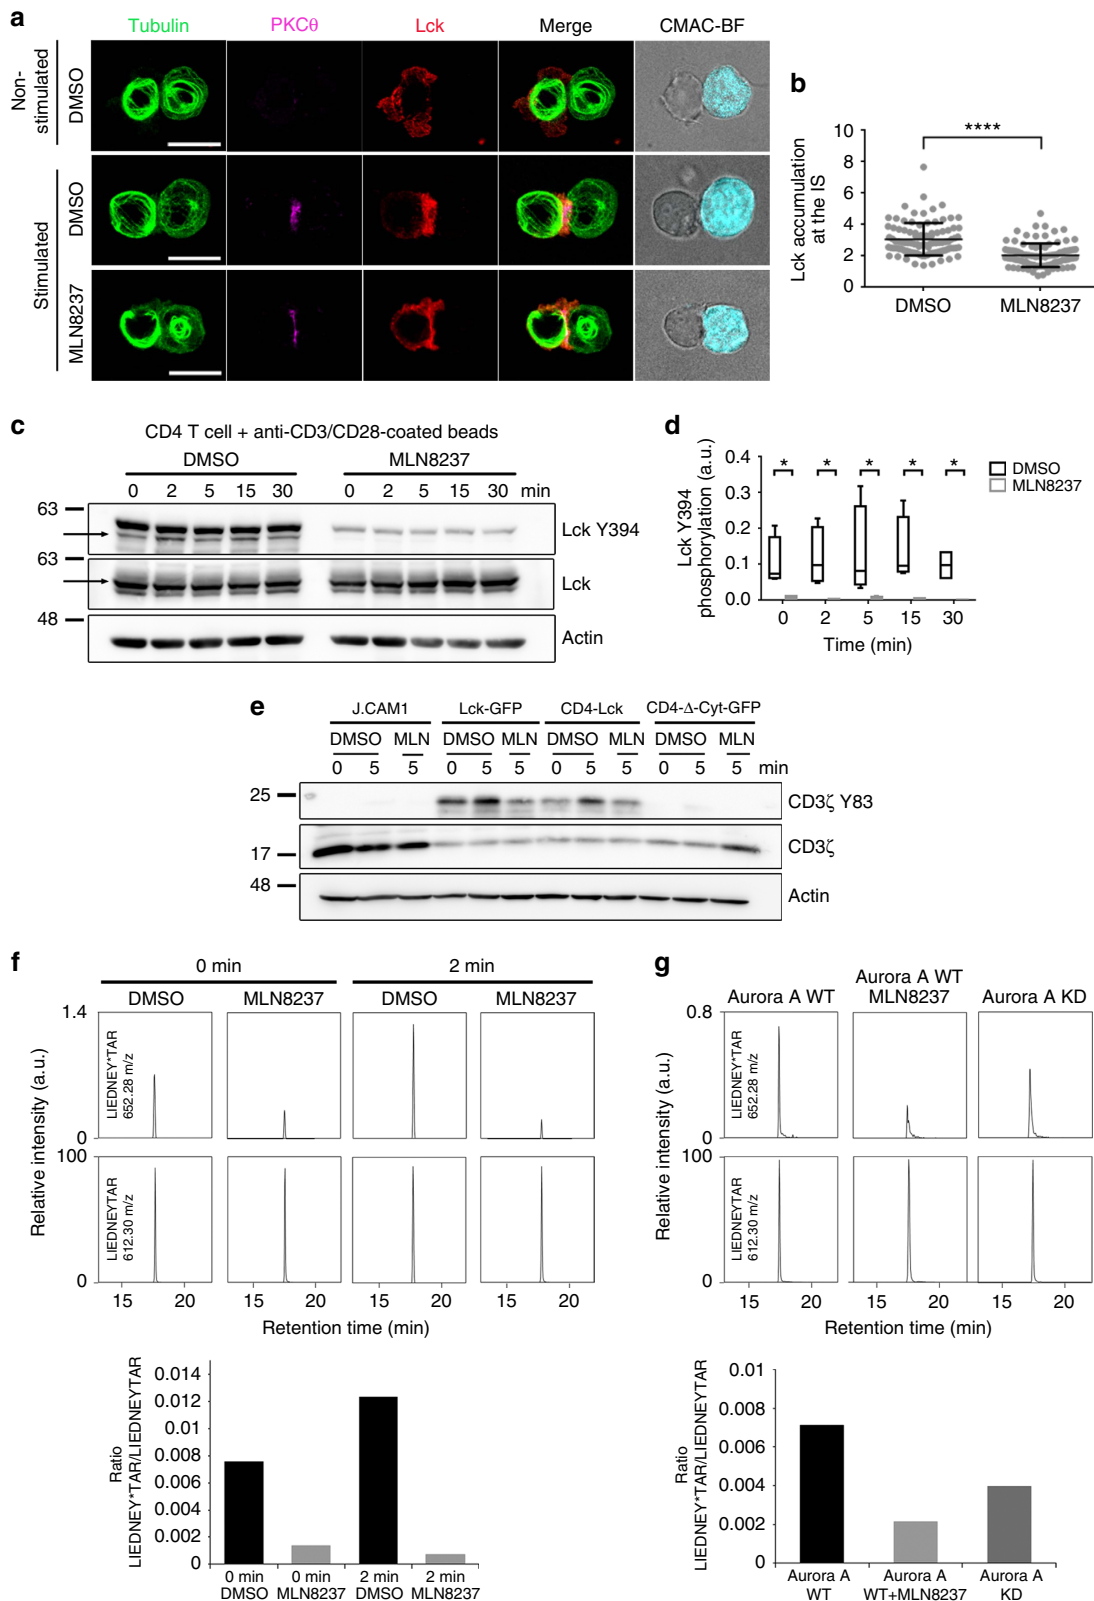 a
Tubulin PKCθ Lck Merge CMAC-BF
Non-
stimulated
DMSO
Stimulated
DMSO
MLN8237
b
Lck accumulation
at the IS
10
8
6
4
2
0
****
DMSO MLN8237
c
CD4 T cell + anti-CD3/CD28-coated beads
DMSO MLN8237
0 2 5 15 30 0 2 5 15 30 min
63
Lck Y394
63
Lck
48
Actin
d
Lck Y394
phosphorylation (a.u.)
0.4
0.3
0.2
0.1
0.0
* * * * *
DMSO
MLN8237
0 2 5 15 30
Time (min)
e
J.CAM1 Lck-GFP CD4-Lck CD4-Δ-Cyt-GFP
DMSO MLN DMSO MLN DMSO MLN DMSO MLN
0 5 5 0 5 5 0 5 5 0 5 5 min
25
CD3ζ Y83
17
CD3ζ
48
Actin
f
0 min 2 min
DMSO MLN8237 DMSO MLN8237
Relative intensity (a.u.)
1.4
0
LIEDNEY*TAR
652.28 m/z
100
0
LIEDNEYTAR
612.30 m/z
15 20 15 20 15 20 15 20
Retention time (min)
Ratio
LIEDNEY*TAR/LIEDNEYTAR
0.014
0.012
0.01
0.008
0.006
0.004
0.002
0
0 min 0 min 2 min 2 min
DMSO MLN8237 DMSO MLN8237
g
Aurora A WT
Aurora A WT
MLN8237
Aurora A KD
Relative intensity (a.u.)
0.8
0
LIEDNEY*TAR
652.28 m/z
100
0
LIEDNEYTAR
612.30 m/z
15 20 15 20 15 20
Retention time (min)
Ratio
LIEDNEY*TAR/LIEDNEYTAR
0.01
0.008
0.006
0.004
0.002
0
Aurora A Aurora A Aurora A
WT WT+MLN8237 KD